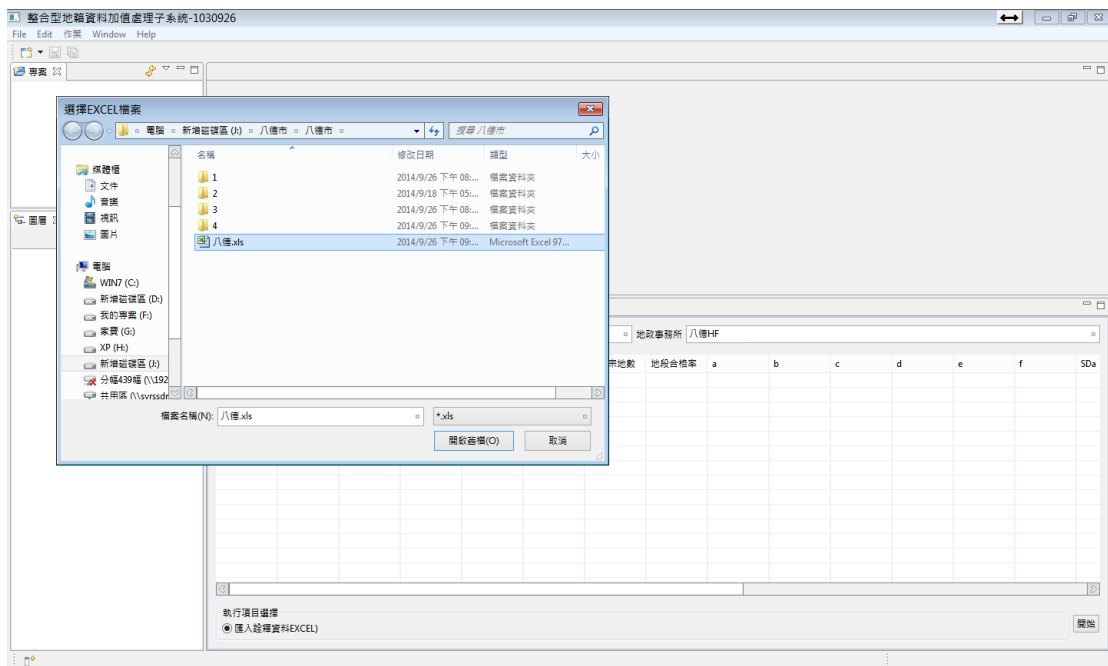 整合型地籍資料加值處理子系統-1030926
File Edit 作業 Window Help
專案
圖層
選擇EXCEL檔案
電腦 新增磁碟區 (J:) 八德市 八德市
搜尋 八德市
名稱 修改日期 類型 大小
1 2014/9/26 下午 08:... 檔案資料夾
2 2014/9/18 下午 05:... 檔案資料夾
3 2014/9/26 下午 08:... 檔案資料夾
4 2014/9/26 下午 09:... 檔案資料夾
八德.xls 2014/9/26 下午 09:... Microsoft Excel 97...
媒體櫃
文件
音樂
視訊
圖片
電腦
WIN7 (C:)
新增磁碟區 (D:)
我的專案 (F:)
家寶 (G:)
XP (H:)
新增磁碟區 (J:)
分幅439幅 (\\192
共用區 (\\svrssdr
檔案名稱(N): 八德.xls *.xls
開啟舊檔(O) 取消
地政事務所 八德HF
宗地數 地段合格率 a b c d e f SDa
執行項目選擇
匯入詮釋資料EXCEL)
開始